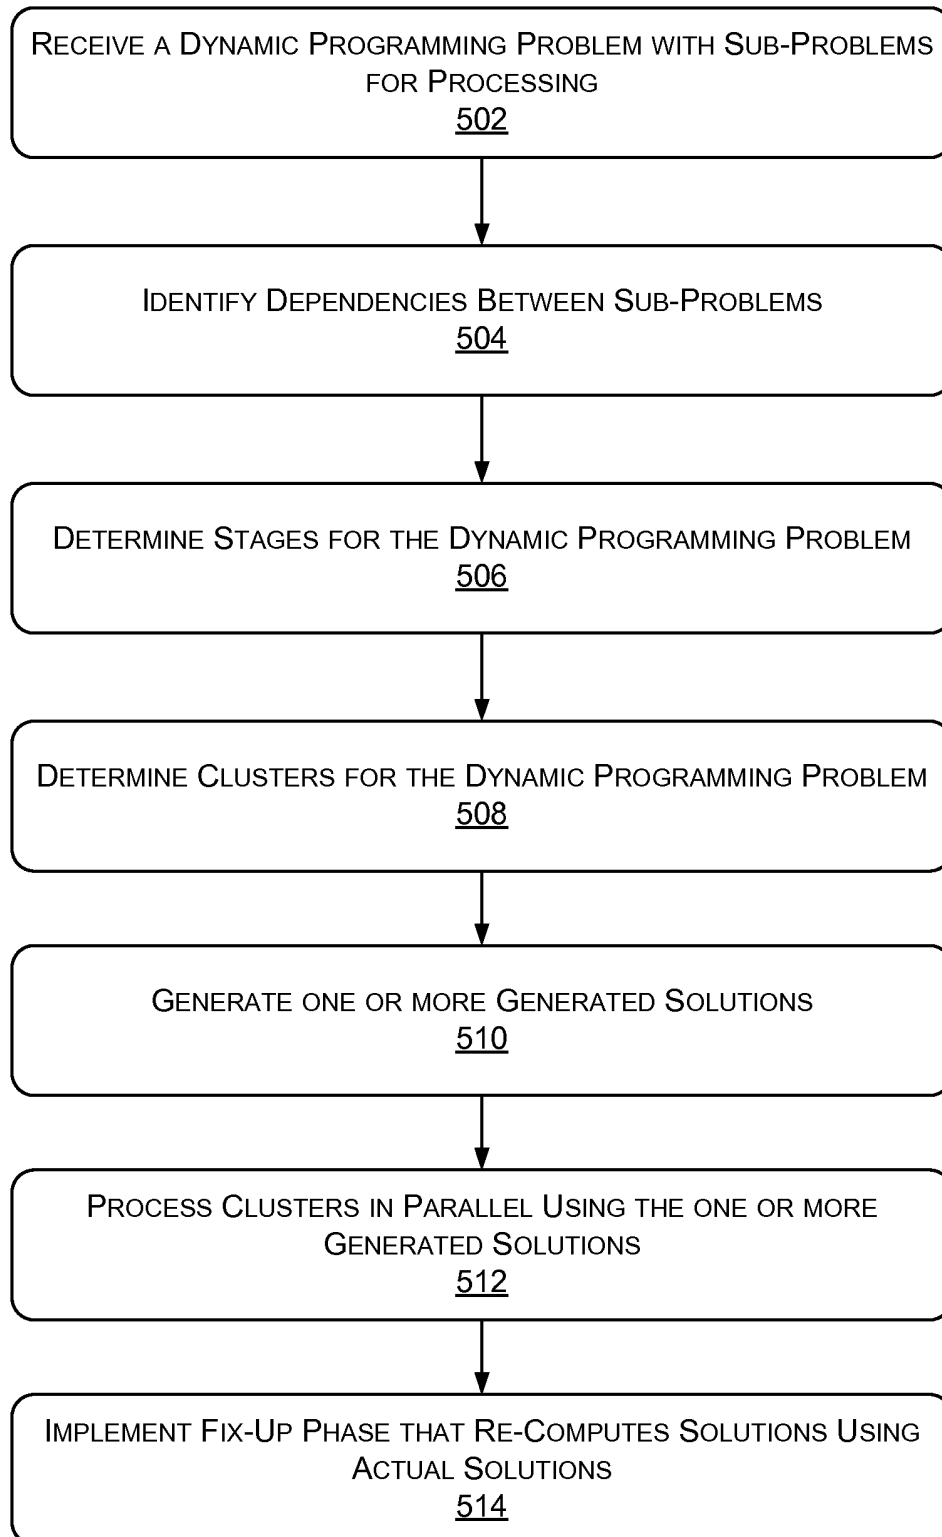 RECEIVE A DYNAMIC PROGRAMMING PROBLEM WITH SUB-PROBLEMS
FOR PROCESSING
502
IDENTIFY DEPENDENCIES BETWEEN SUB-PROBLEMS
504
DETERMINE STAGES FOR THE DYNAMIC PROGRAMMING PROBLEM
506
DETERMINE CLUSTERS FOR THE DYNAMIC PROGRAMMING PROBLEM
508
GENERATE ONE OR MORE GENERATED SOLUTIONS
510
PROCESS CLUSTERS IN PARALLEL USING THE ONE OR MORE
GENERATED SOLUTIONS
512
IMPLEMENT FIX-UP PHASE THAT RE-COMPUTES SOLUTIONS USING
ACTUAL SOLUTIONS
514